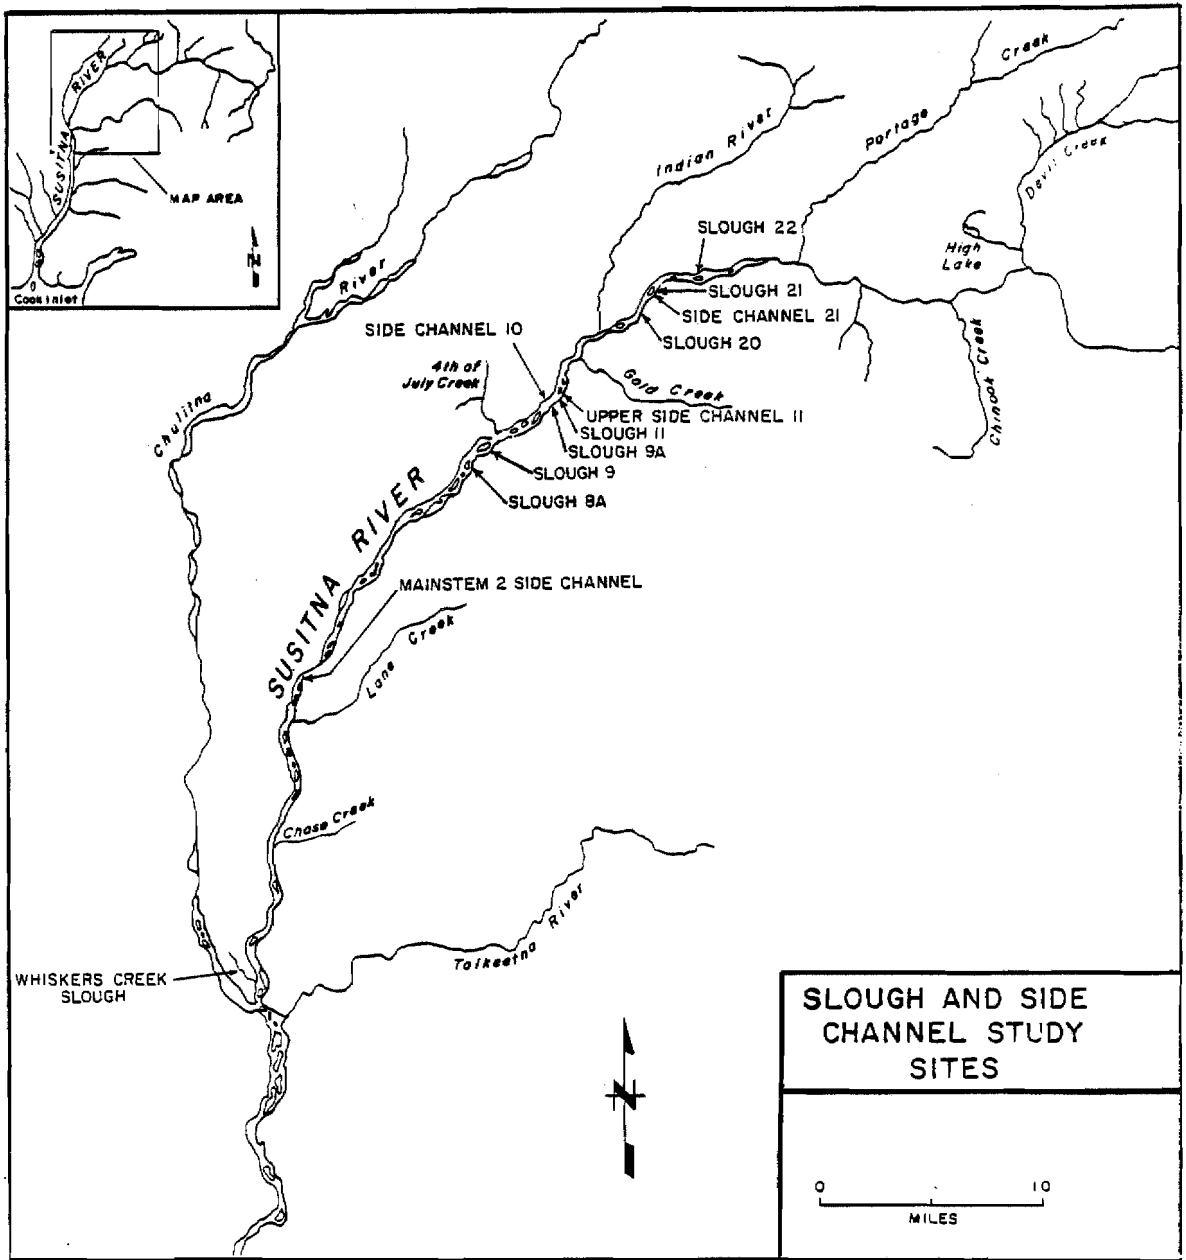 RIVER
SUSITNA
MAP AREA
N
Cook Inlet
Creek
Portage
Indian River
Devil Creek
SLOUGH 22
High
Lake
River
SLOUGH 21
SIDE CHANNEL 21
SIDE CHANNEL 10
SLOUGH 20
4th of
July Creek
Gold Creek
Chinook Creek
Chulitna
UPPER SIDE CHANNEL 11
SLOUGH 11
SLOUGH 9A
SLOUGH 9
SLOUGH 8A
SUSITNA RIVER
MAINSTEM 2 SIDE CHANNEL
Lane Creek
Chase Creek
Talkeetna River
WHISKERS CREEK
SLOUGH
N
SLOUGH AND SIDE
CHANNEL STUDY
SITES
0 10
MILES